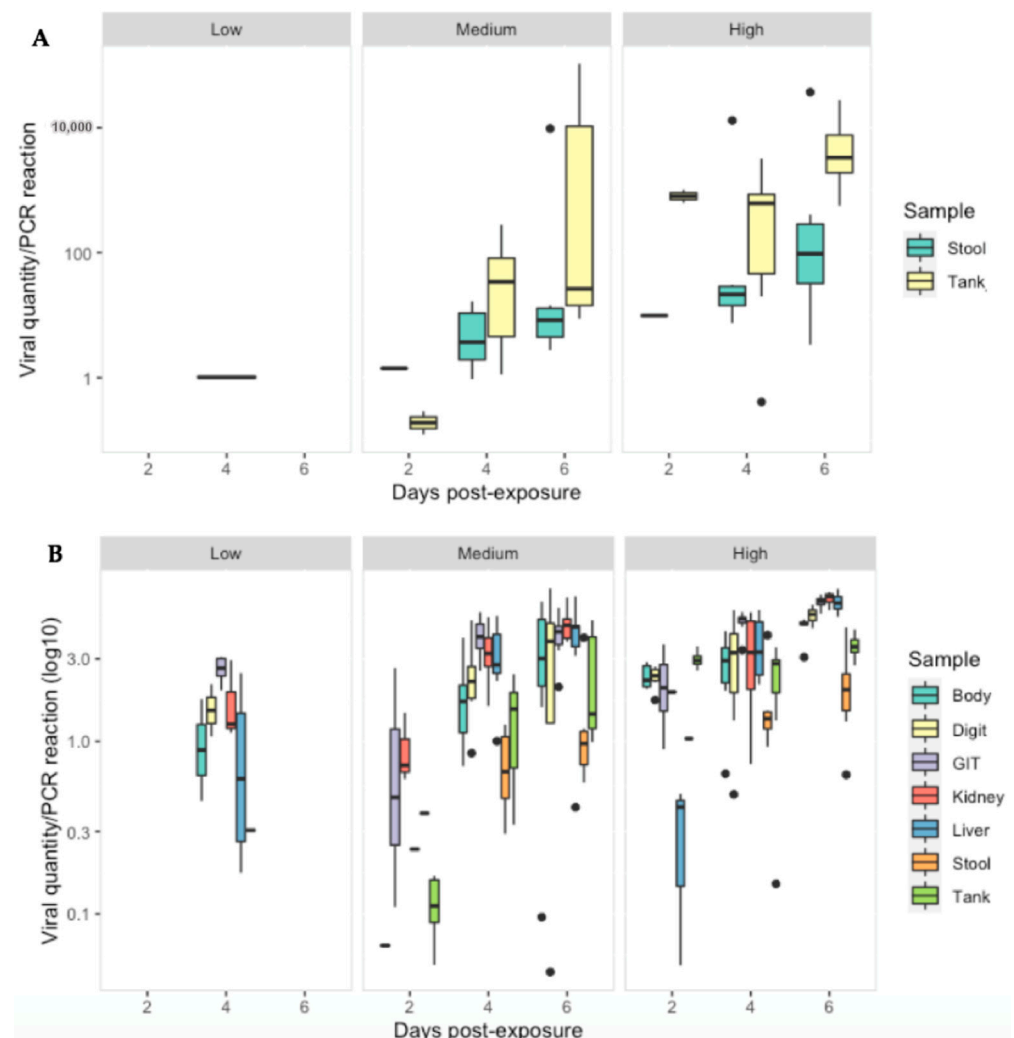 A
Low Medium High
Viral quantity/PCR reaction
10,000
100
1
2 4 6 2 4 6 2 4 6
Days post-exposure
Sample
Stool
Tank
B
Low Medium High
Viral quantity/PCR reaction (log10)
3.0
1.0
0.3
0.1
2 4 6 2 4 6 2 4 6
Days post-exposure
Sample
Body
Digit
GIT
Kidney
Liver
Stool
Tank